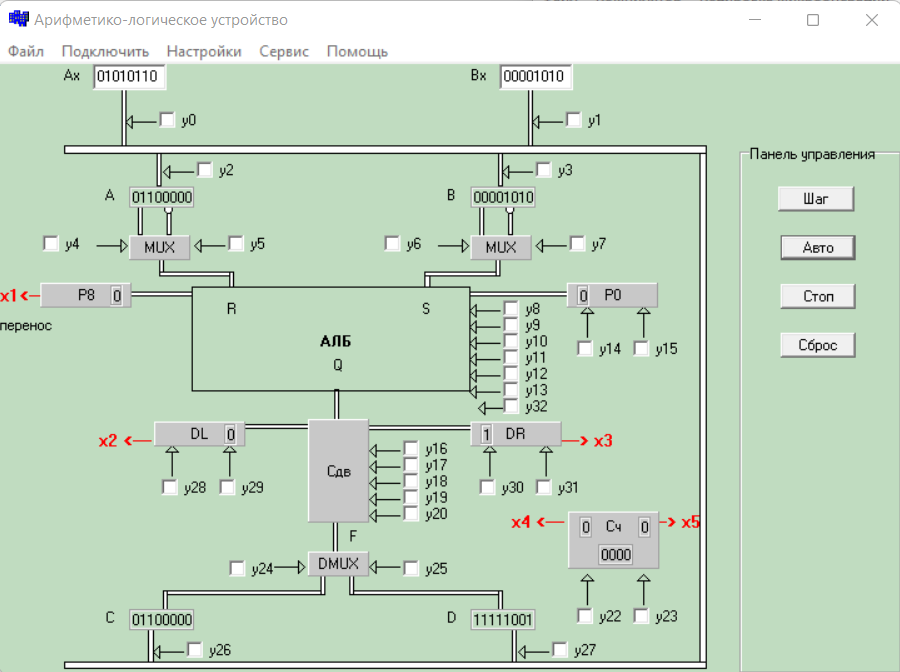 Арифметико-логическое устройство
Файл Подключить Настройки Сервис Помощь
Ax 01010110 Bx 00001010
y0 y1
Панель управления
y2 y3
A 01100000 B 00001010
Шаг
y4 MUX y5 y6 MUX y7
Авто
x1 P8 0 0 P0
Стоп
R S y8
перенос y9
АЛБ y10
Сброс
y14 y15
y11
Q y12
y13
y32
x2 DL 0 1 DR x3
y16
y17
Сдв
y28 y29 y18 y30 y31
y19
y20
x4 0 Сч 0 x5
F
0000
y24 DMUX y25
C 01100000 D 11111001 y22 y23
y26 y27